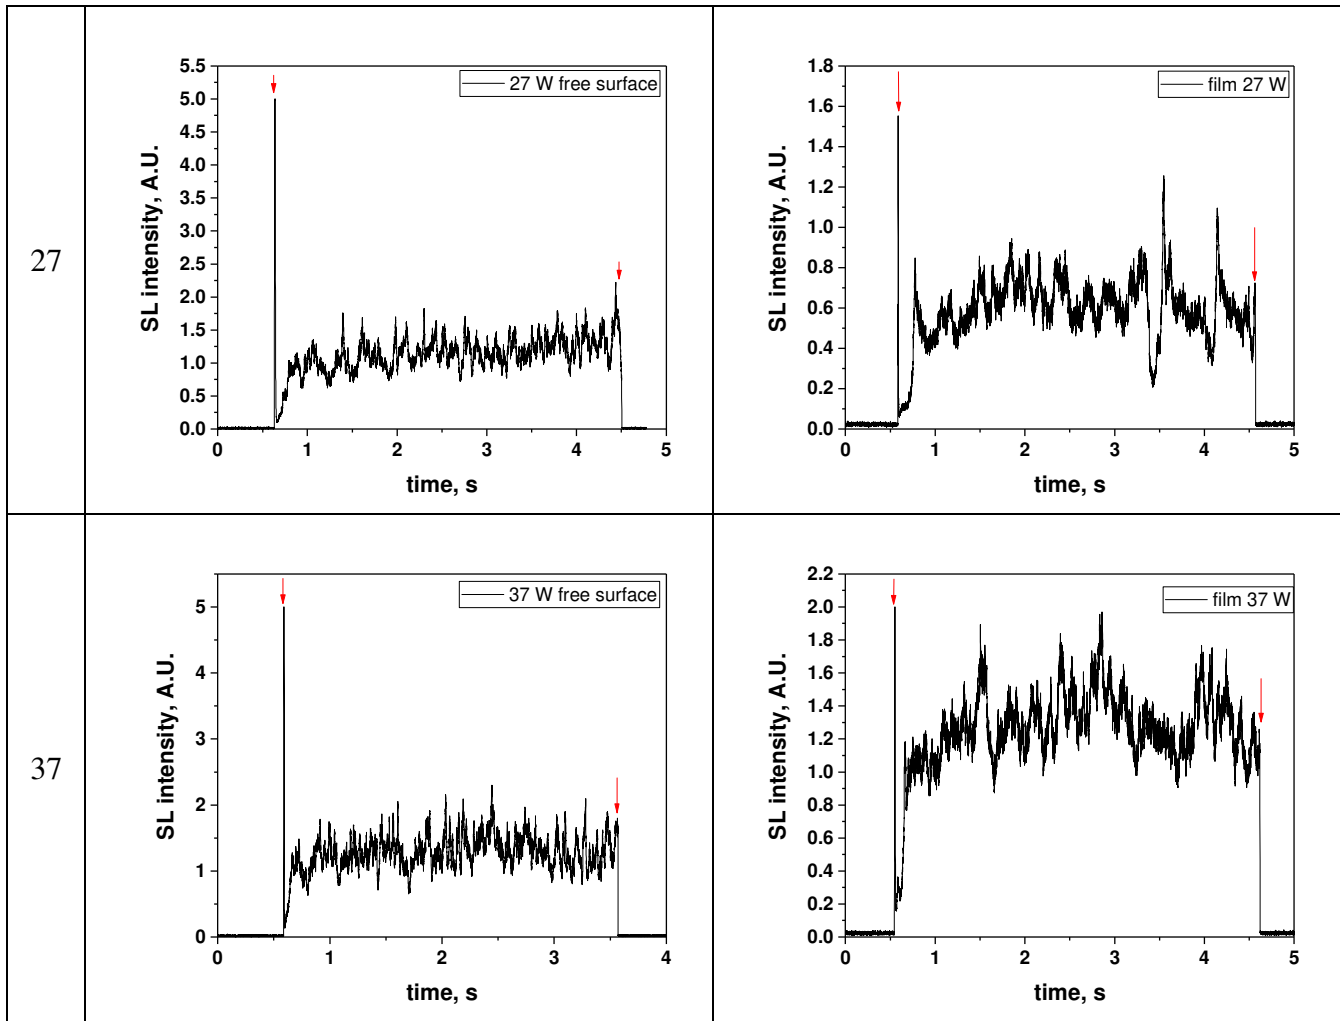 27
27 W free surface
SL intensity, A.U.
5.5
5.0
4.5
4.0
3.5
3.0
2.5
2.0
1.5
1.0
0.5
0.0
0 1 2 3 4 5
time, s
film 27 W
SL intensity, A.U.
1.8
1.6
1.4
1.2
1.0
0.8
0.6
0.4
0.2
0.0
0 1 2 3 4 5
time, s
37
37 W free surface
SL intensity, A.U.
5
4
3
2
1
0
0 1 2 3 4
time, s
film 37 W
SL intensity, A.U.
2.2
2.0
1.8
1.6
1.4
1.2
1.0
0.8
0.6
0.4
0.2
0.0
0 1 2 3 4 5
time, s